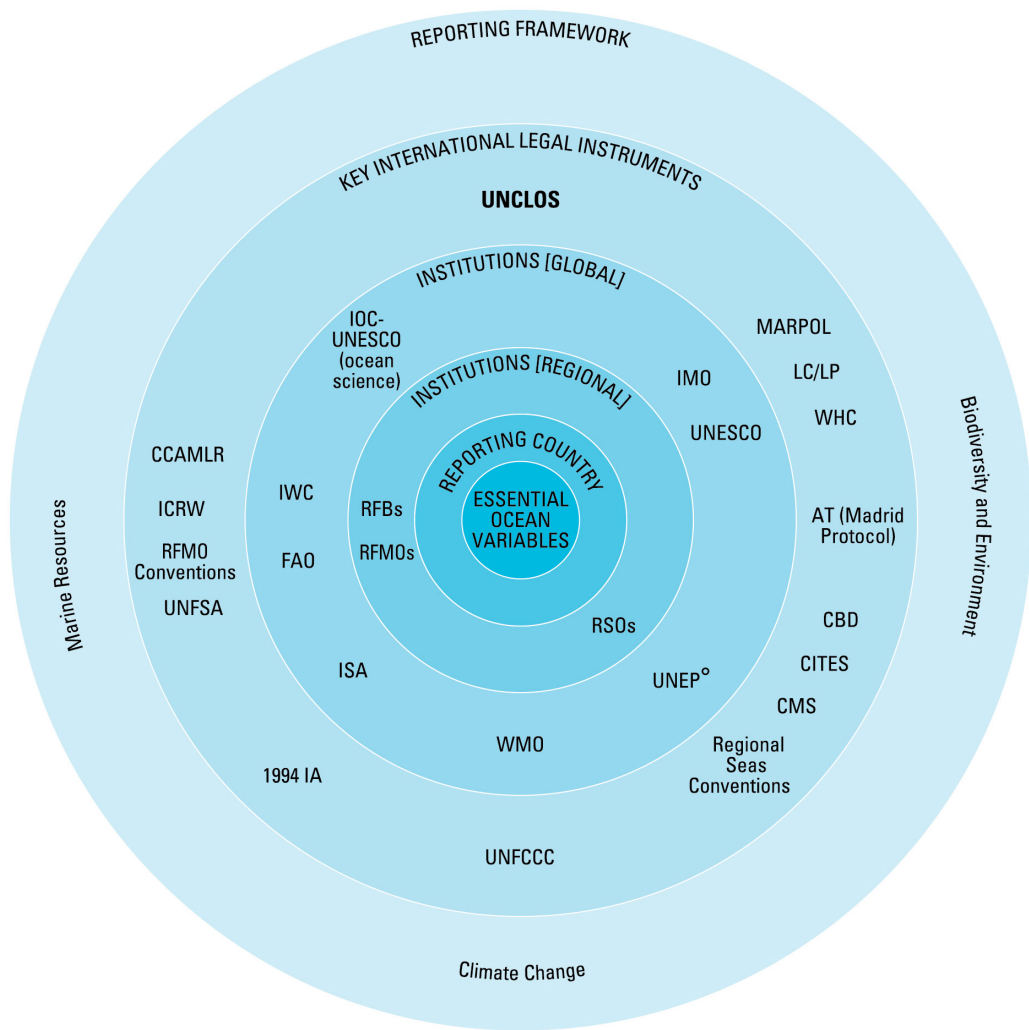 REPORTING FRAMEWORK
KEY INTERNATIONAL LEGAL INSTRUMENTS
UNCLOS
INSTITUTIONS [GLOBAL]
IOC-
UNESCO
(ocean
science)
MARPOL
INSTITUTIONS [REGIONAL]
IMO
LC/LP
WHC
UNESCO
REPORTING COUNTRY
CCAMLR
IWC
ICRW
RFBs
ESSENTIAL
OCEAN
VARIABLES
AT (Madrid
Protocol)
RFMO
Conventions
FAO
RFMOs
UNFSA
Marine Resources
Biodiversity and Environment
RSOs
CBD
CITES
ISA
UNEP°
CMS
WMO
Regional
Seas
Conventions
1994 IA
UNFCCC
Climate Change